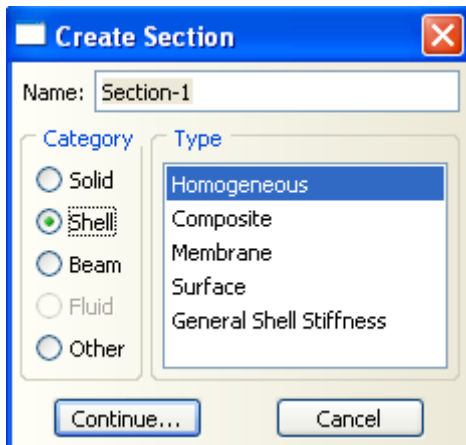 Create Section
Name: Section-1
Category
Solid
Shell
Beam
Fluid
Other
Type
Homogeneous
Composite
Membrane
Surface
General Shell Stiffness
Continue... Cancel